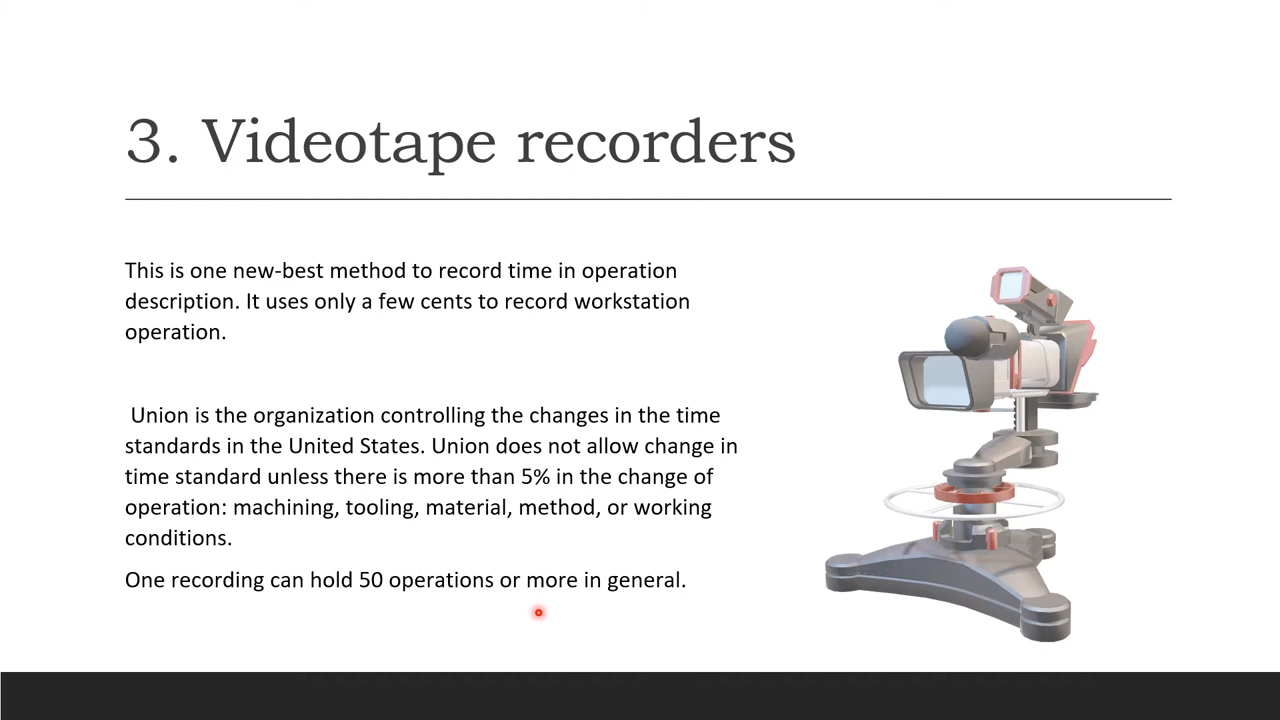 3. Videotape recorders
This is one new-best method to record time in operation
description. It uses only a few cents to record workstation
operation.
Union is the organization controlling the changes in the time
standards in the United States. Union does not allow change in
time standard unless there is more than 5% in the change of
operation: machining, tooling, material, method, or working
conditions.
One recording can hold 50 operations or more in general.